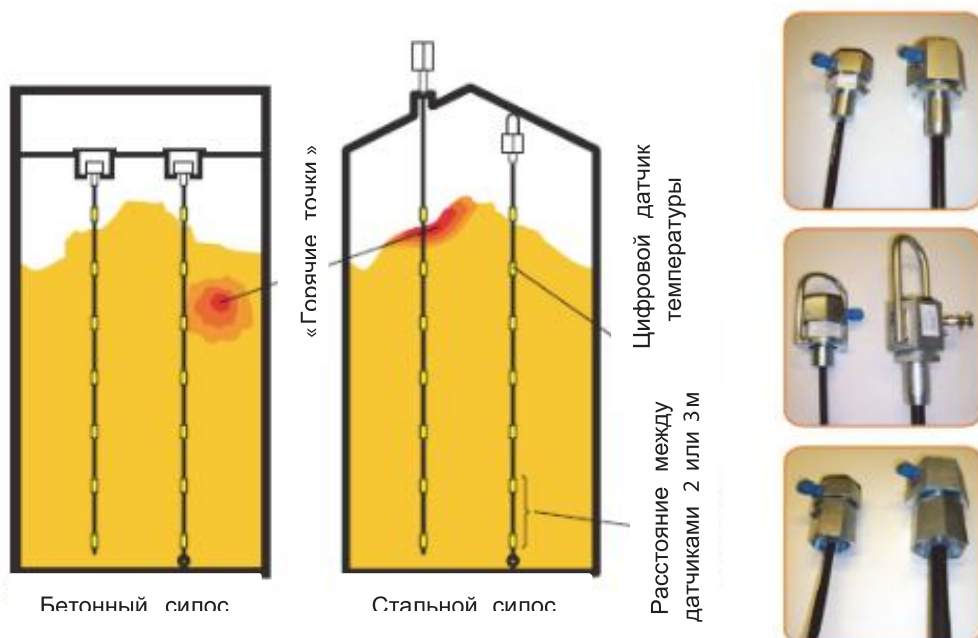 «Горячие точки»
Цифровой датчик
температуры
Расстояние между
датчиками 2 или 3 м
Бетонный силос
Стальной силос